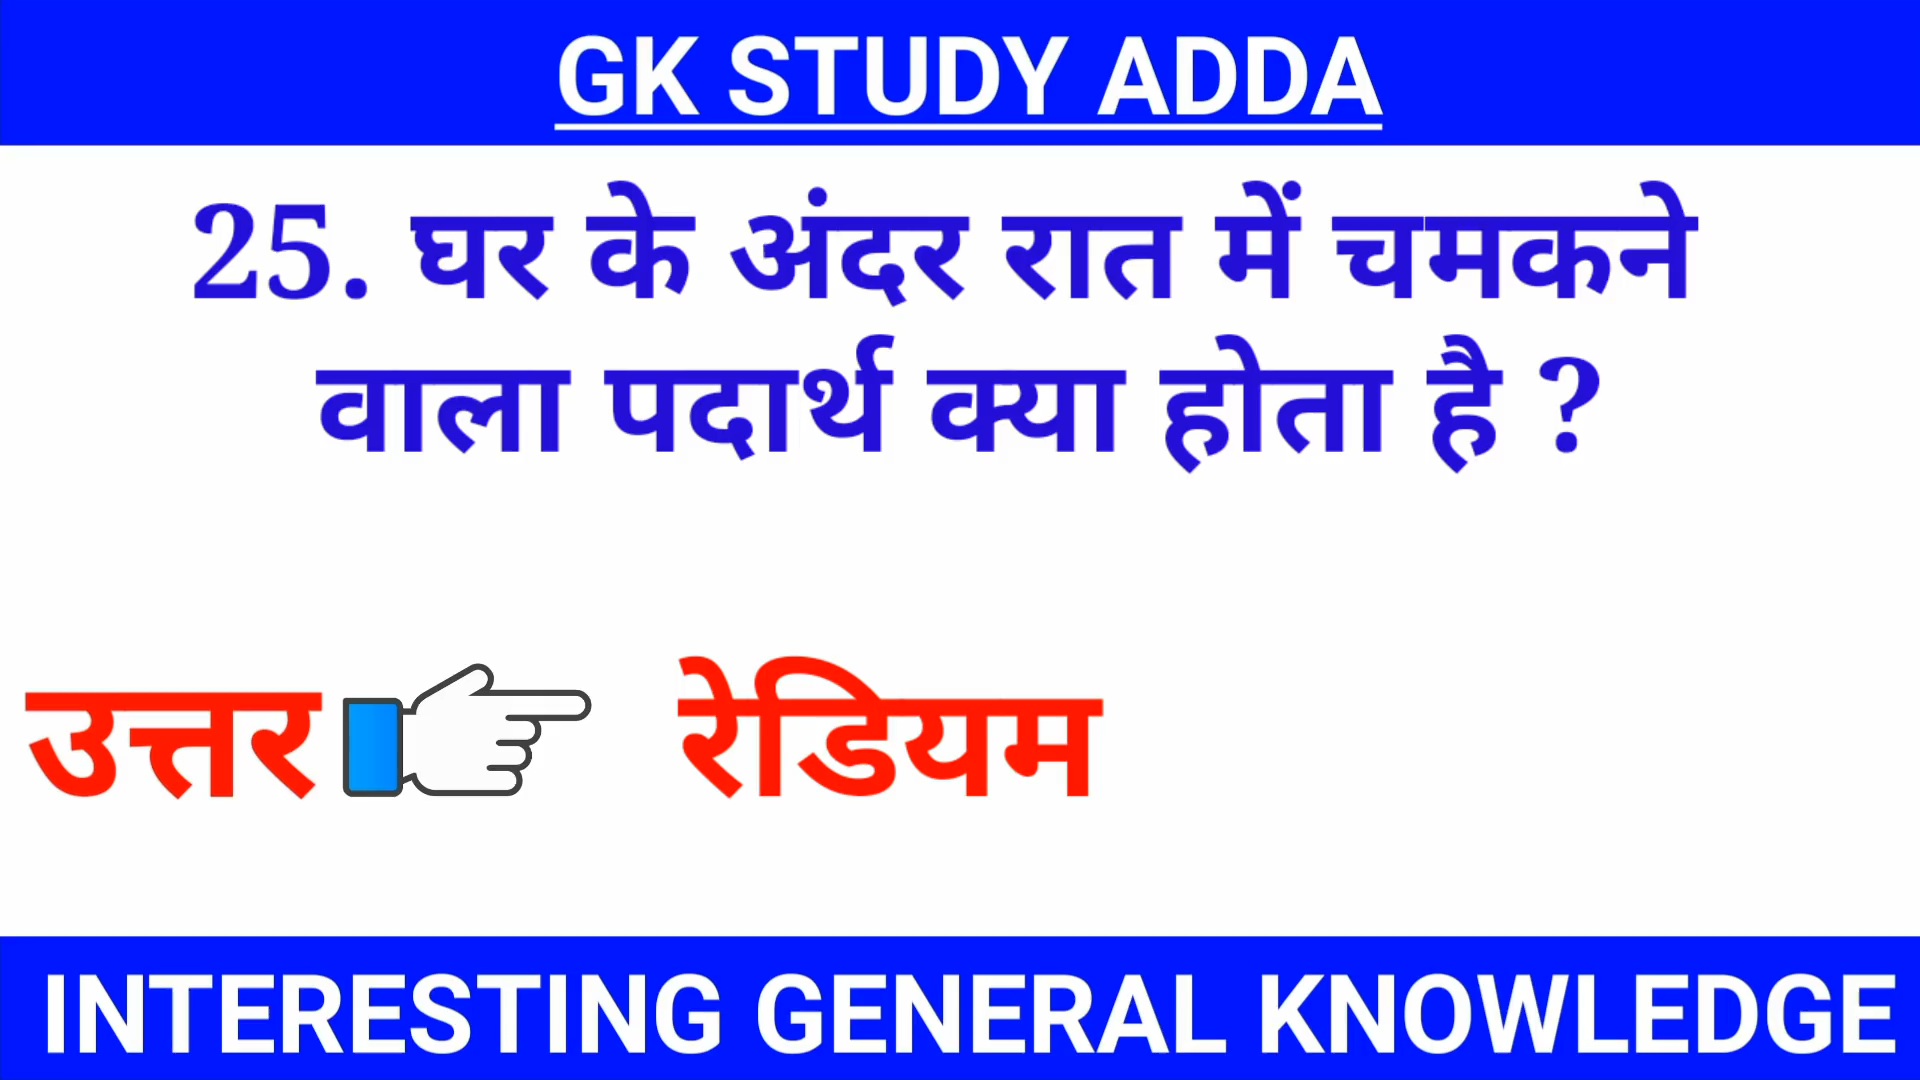 GK STUDY ADDA
25. घर के अंदर रात में चमकने
वाला पदार्थ क्या होता है ?
उत्तर रेडियम
INTERESTING GENERAL KNOWLEDGE